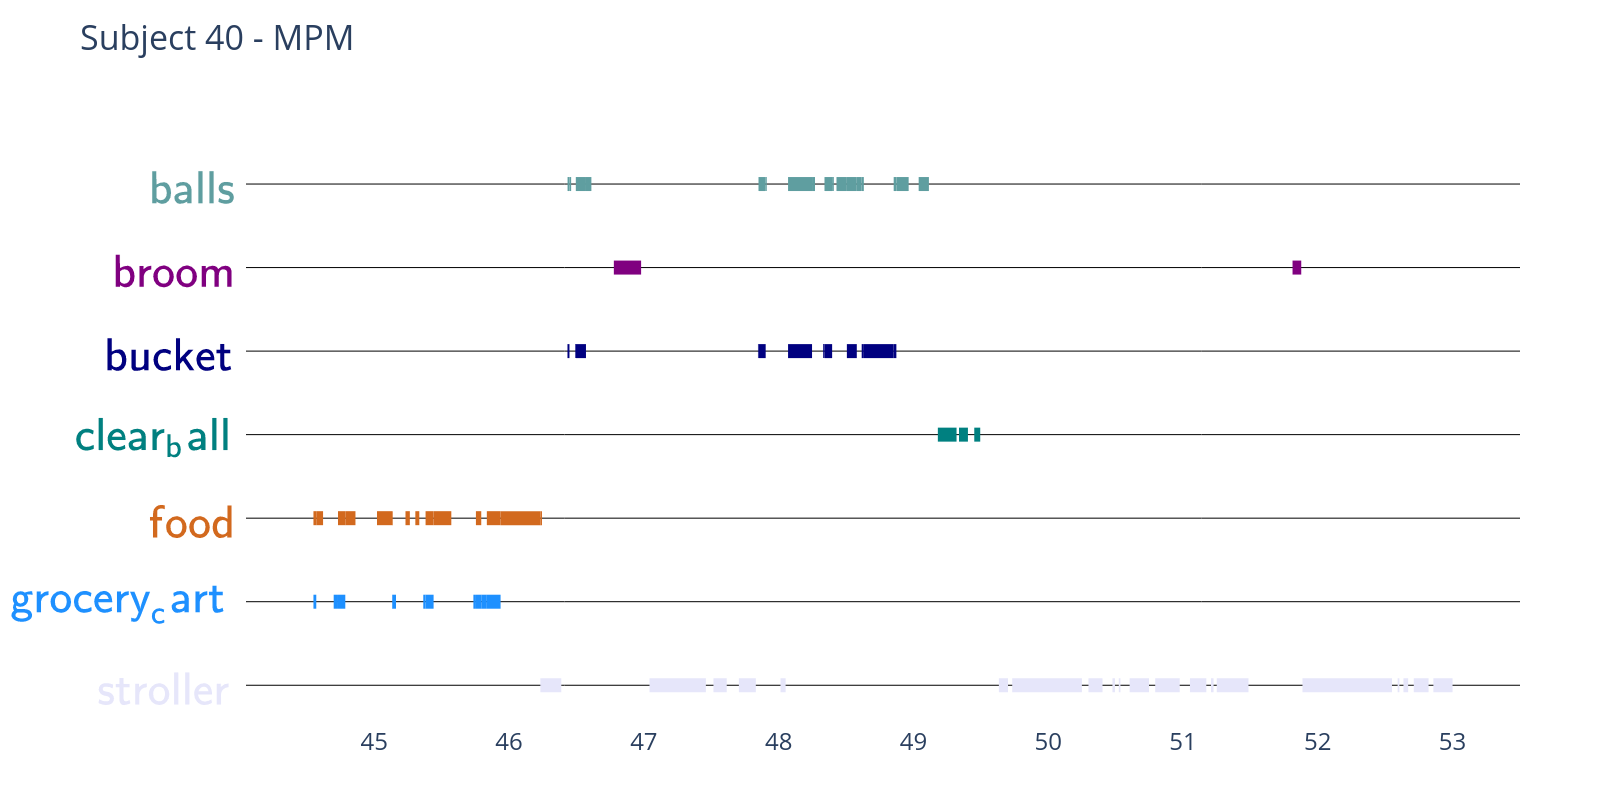 Subject 40 - MPM
balls
broom
bucket
clear_ball
food
grocery_cart
stroller
45 46 47 48 49 50 51 52 53